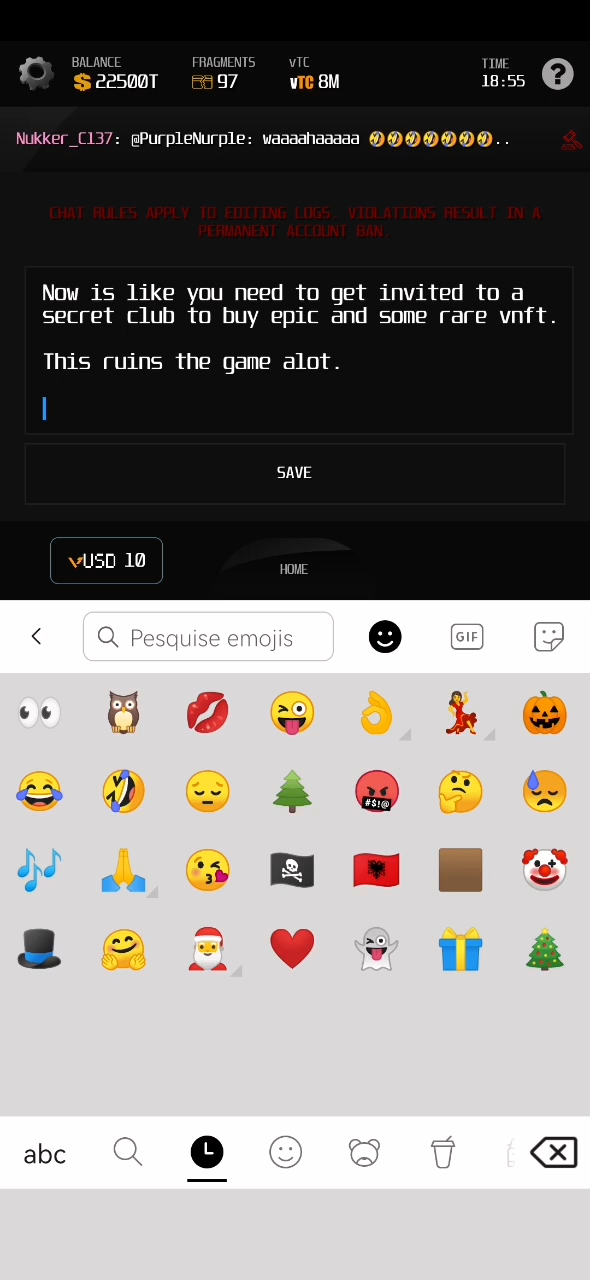 BALANCE FRAGMENTS vTC TIME
$ 22500T 97 vTC 8M 18:55
Nukker_C137: @PurpleNurple: waaaahaaaaa 🤣🤣🤣🤣🤣🤣🤣..
CHAT RULES APPLY TO EDITING LOGS. VIOLATIONS RESULT IN A
PERMANENT ACCOUNT BAN.
Now is like you need to get invited to a
secret club to buy epic and some rare vnft.
This ruins the game alot.
SAVE
USD 10
HOME
Pesquise emojis
GIF
#$!@
abc